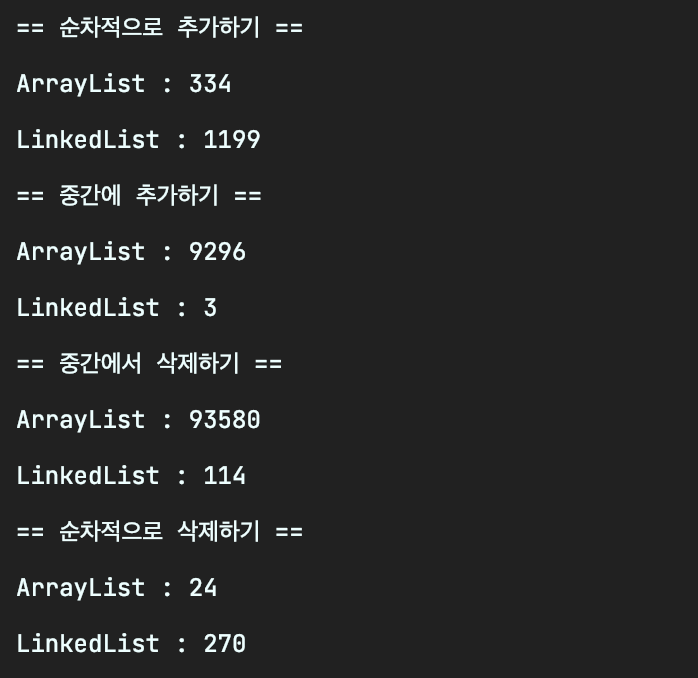 == 순차적으로 추가하기 ==
ArrayList : 334
LinkedList : 1199
== 중간에 추가하기 ==
ArrayList : 9296
LinkedList : 3
== 중간에서 삭제하기 ==
ArrayList : 93580
LinkedList : 114
== 순차적으로 삭제하기 ==
ArrayList : 24
LinkedList : 270